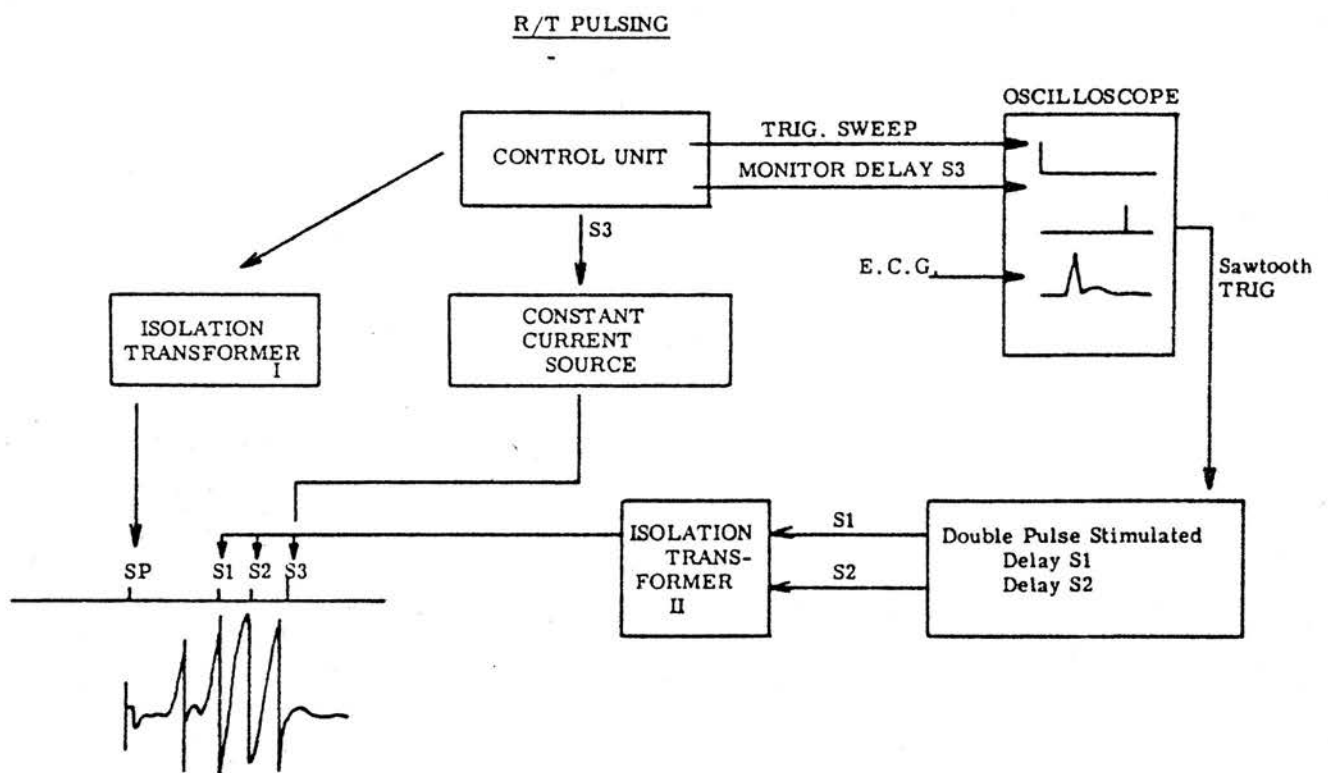 R/T PULSING
OSCILLOSCOPE
CONTROL UNIT
TRIG. SWEEP
MONITOR DELAY S3
S3
E.C.G.
Sawtooth
TRIG
ISOLATION
TRANSFORMER
I
CONSTANT
CURRENT
SOURCE
ISOLATION
TRANS-
FORMER
II
S1
S2
Double Pulse Stimulated
Delay S1
Delay S2
SP
S1
S2
S3